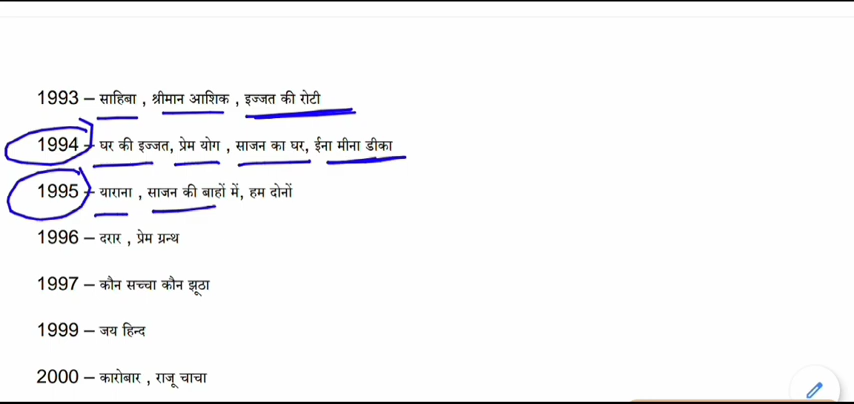 1993 – साहिबा , श्रीमान आशिक , इज्जत की रोटी
1994 – घर की इज्जत, प्रेम योग , साजन का घर, ईना मीना डीका
1995 – याराना , साजन की बाहों में, हम दोनों
1996 – दरार , प्रेम ग्रन्थ
1997 – कौन सच्चा कौन झूठा
1999 – जय हिन्द
2000 – कारोबार , राजू चाचा